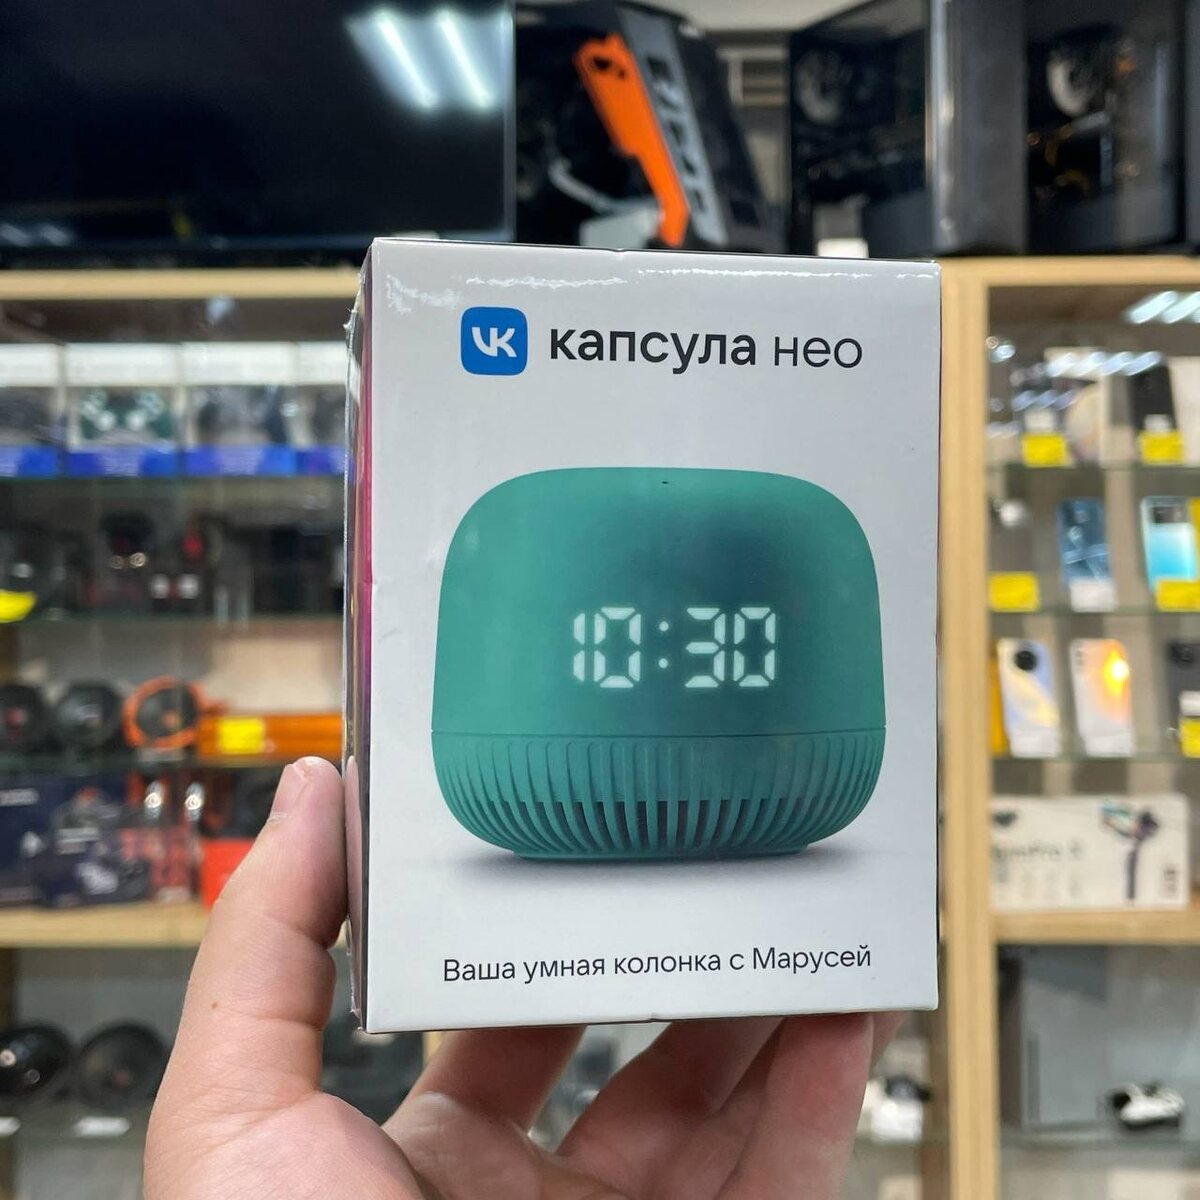 VK капсула нео
10:30
Ваша умная колонка с Марусей